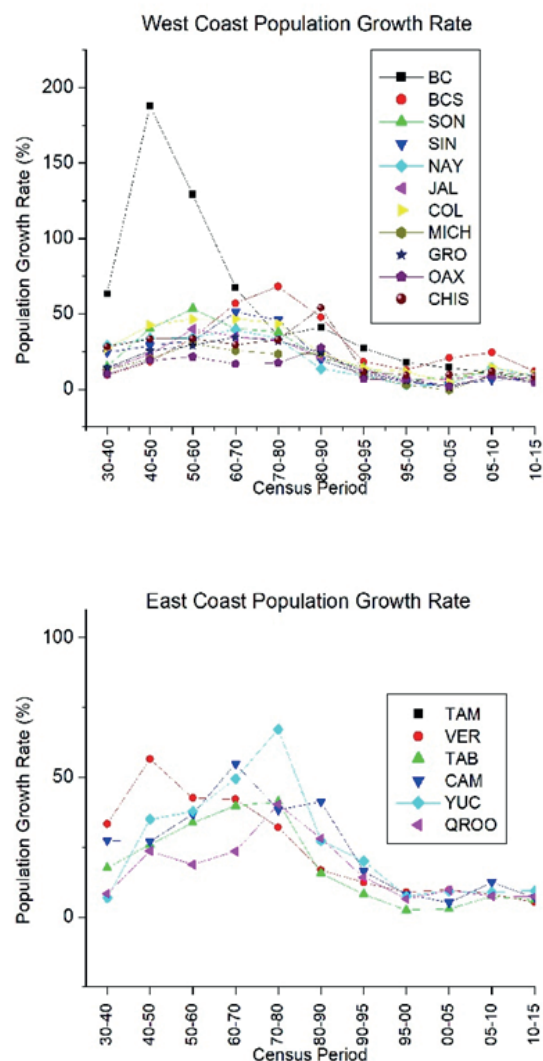 West Coast Population Growth Rate
Population Growth Rate (%)
200
150
100
50
0
BC
BCS
SON
SIN
NAY
JAL
COL
MICH
GRO
OAX
CHIS
30-40
40-50
50-60
60-70
70-80
80-90
90-95
95-00
00-05
05-10
10-15
Census Period
East Coast Population Growth Rate
Population Growth Rate (%)
100
50
0
TAM
VER
TAB
CAM
YUC
QROO
30-40
40-50
50-60
60-70
70-80
80-90
90-95
95-00
00-05
05-10
10-15
Census Period